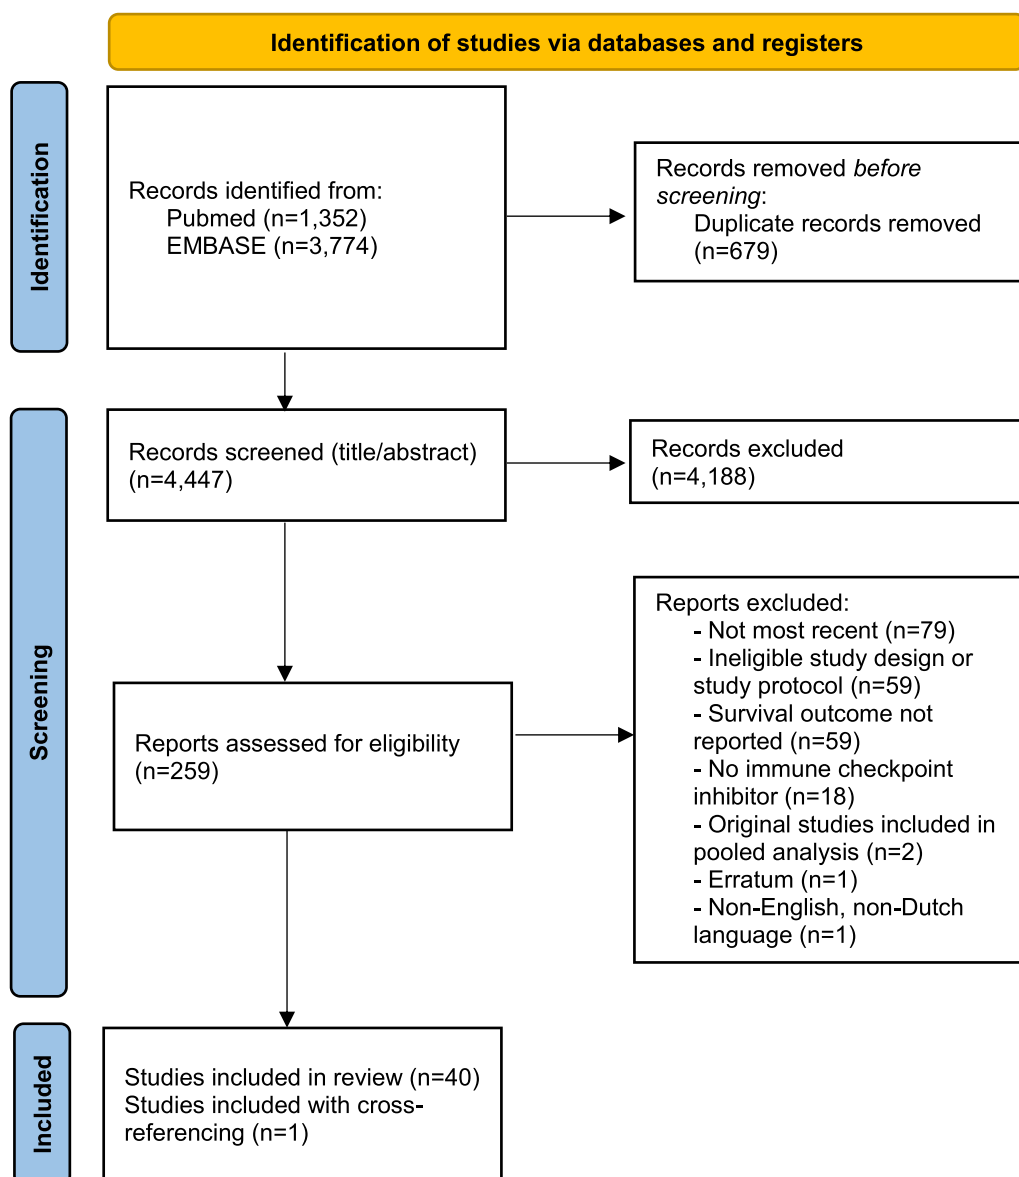 Identification of studies via databases and registers
Identification
Records identified from:
Pubmed (n=1,352)
EMBASE (n=3,774)
Records removed before
screening:
Duplicate records removed
(n=679)
Screening
Records screened (title/abstract)
(n=4,447)
Records excluded
(n=4,188)
Reports assessed for eligibility
(n=259)
Reports excluded:
- Not most recent (n=79)
- Ineligible study design or
study protocol (n=59)
- Survival outcome not
reported (n=59)
- No immune checkpoint
inhibitor (n=18)
- Original studies included in
pooled analysis (n=2)
- Erratum (n=1)
- Non-English, non-Dutch
language (n=1)
Included
Studies included in review (n=40)
Studies included with cross-
referencing (n=1)